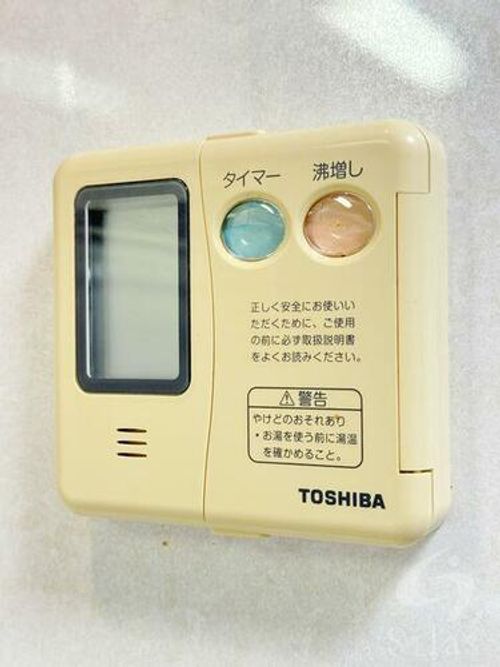 タイマー 沸増し
正しく安全にお使いい
ただくために、ご使用
の前に必ず取扱説明書
をよくお読みください。
警告
やけどのおそれあり
・お湯を使う前に湯温
を確かめること。
TOSHIBA